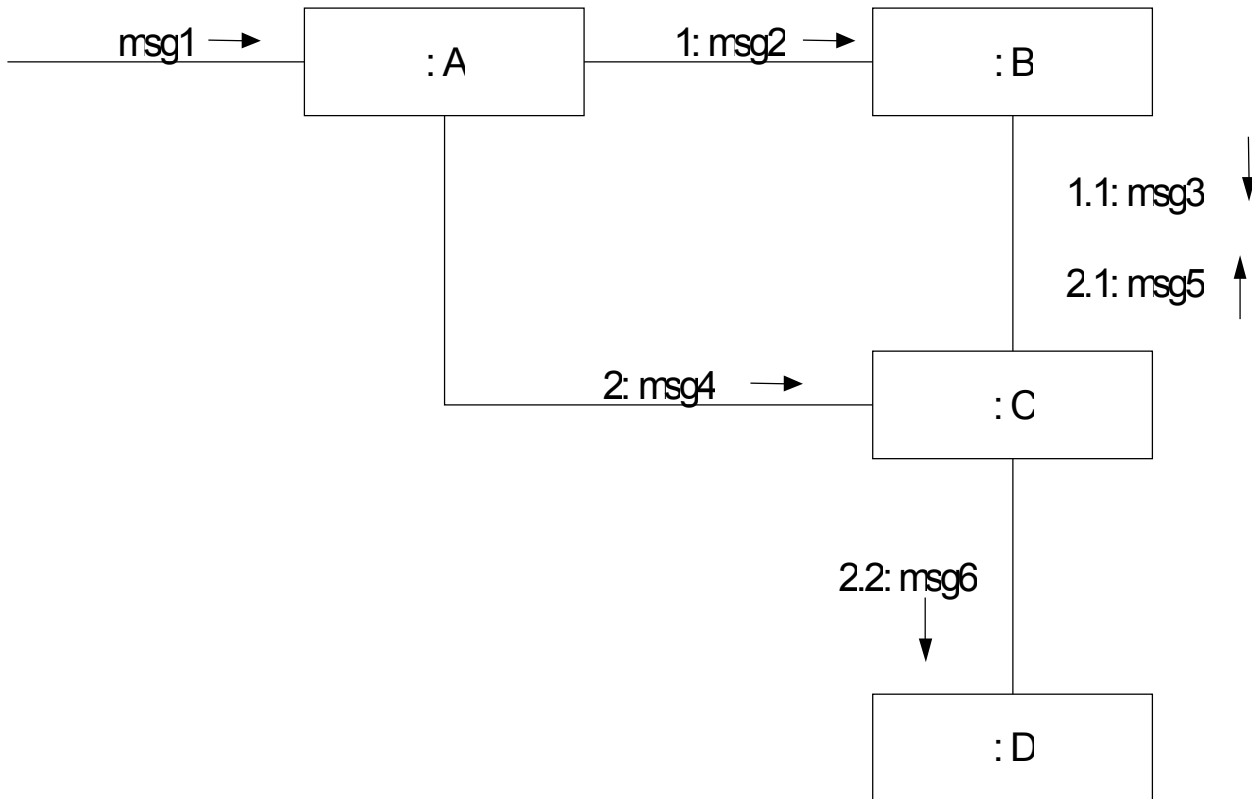 msg1
: A
1: msg2
: B
1.1: msg3
2.1: msg5
2: msg4
: C
2.2: msg6
: D